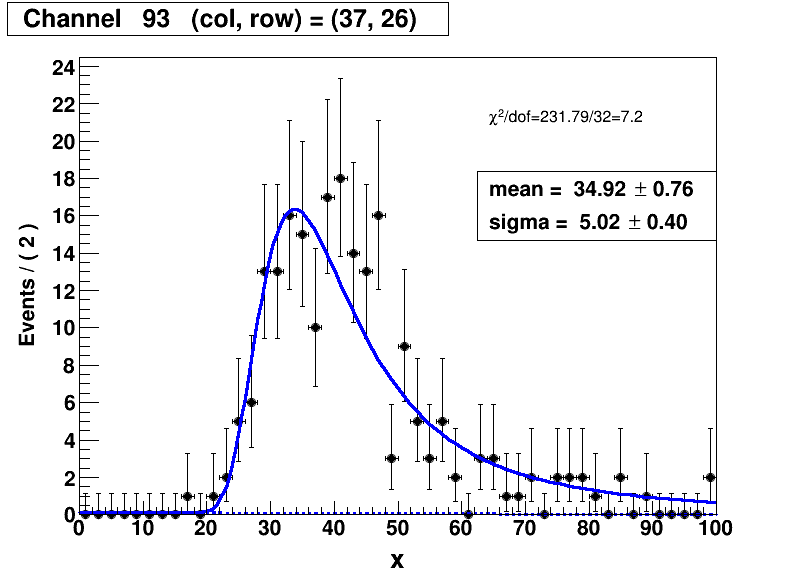 Channel 93 (col, row) = (37, 26)
24
22
20
18
16
14
12
10
8
6
4
2
0
Events / ( 2 )
χ²/dof=231.79/32=7.2
mean = 34.92 ± 0.76
sigma = 5.02 ± 0.40
0 10 20 30 40 50 60 70 80 90 100
x